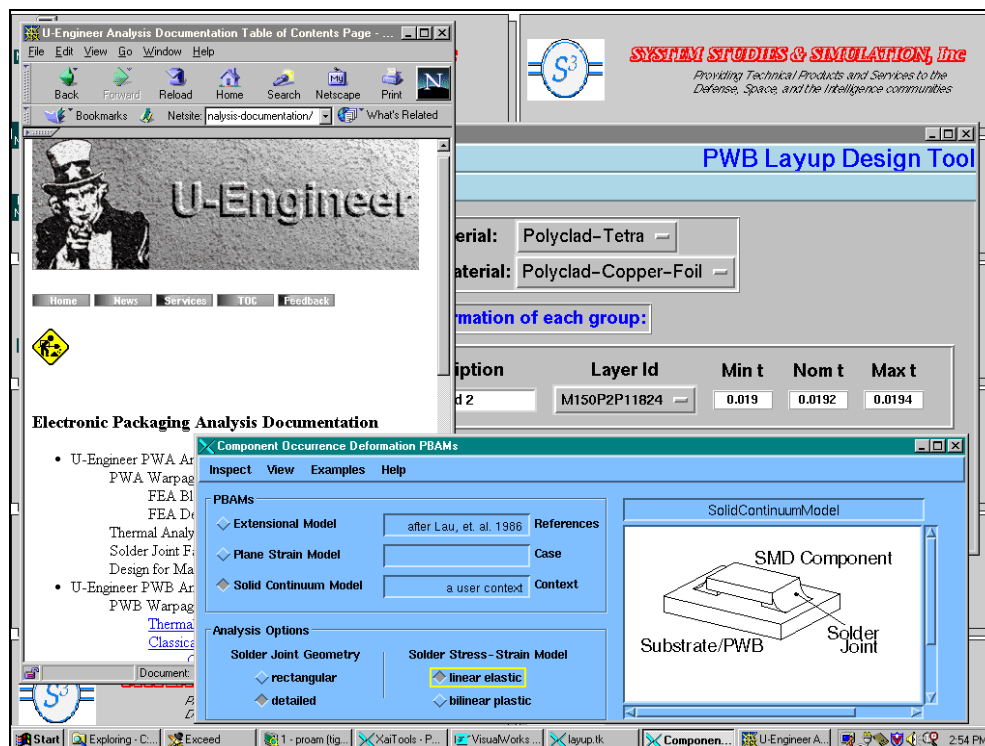 U-Engineer Analysis Documentation Table of Contents Page - ...
File Edit View Go Window Help
Back Forward Reload Home Search Netscape Print
N
Bookmarks Netsite: nalysis-documentation/ What's Related
U-Engineer
Home News Services TOC Feedback
Electronic Packaging Analysis Documentation
U-Engineer PWA Ar
PWA Warpag
FEA Bl
FEA De
Thermal Analy
Solder Joint Fa
Design for Ma
U-Engineer PWB Ar
PWB Warpag
Thermal
Classica
Document:
S3
SYSTEM STUDIES & SIMULATION, Inc
Providing Technical Products and Services to the
Defense, Space, and the Intelligence communities
PWB Layup Design Tool
erial: Polyclad-Tetra
aterial: Polyclad-Copper-Foil
rmation of each group:
iption Layer Id Min t Nom t Max t
d 2 M150P2P11824 0.019 0.0192 0.0194
Component Occurrence Deformation PBAMs
Inspect View Examples Help
PBAMs
Extensional Model after Lau, et. al. 1986 References
Plane Strain Model Case
Solid Continuum Model a user context Context
Analysis Options
Solder Joint Geometry Solder Stress-Strain Model
rectangular linear elastic
detailed bilinear plastic
SolidContinuumModel
SMD Component
Substrate/PWB
Solder
Joint
S3
Start Exploring - C... Exceed 1 - proam (tig... XaiTools - P... VisualWorks ... layup.tk Componen... U-Engineer A... 2:54 PM